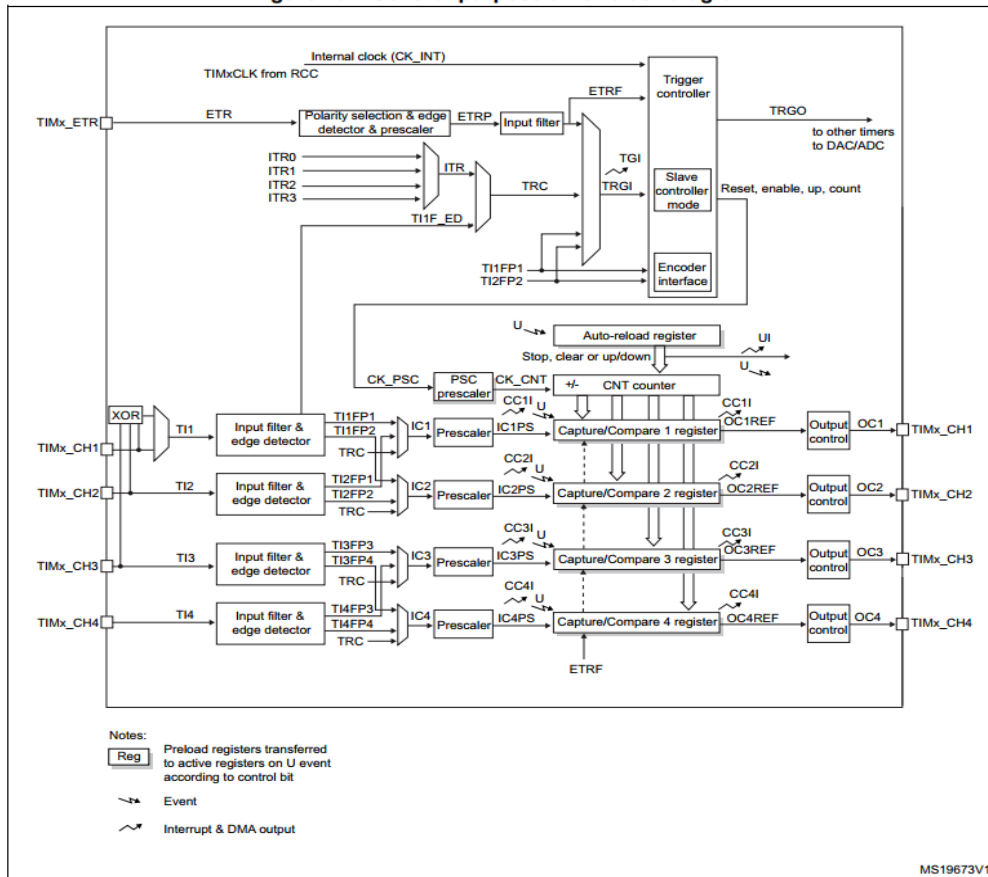 Internal clock (CK_INT)
TIMxCLK from RCC
Trigger
controller
ETRF
TRGO
to other timers
to DAC/ADC
TIMx_ETR
ETR
Polarity selection & edge
detector & prescaler
ETRP
Input filter
ITR0
ITR1
ITR2
ITR3
ITR
TRC
TI1F_ED
TGI
TRGI
Slave
controller
mode
Reset, enable, up, count
TI1FP1
TI2FP2
Encoder
interface
U
Auto-reload register
UI
Stop, clear or up/down
U
CK_PSC
PSC
prescaler
CK_CNT
+/-
CNT counter
XOR
TIMx_CH1
TI1
Input filter &
edge detector
TI1FP1
TI1FP2
TRC
IC1
Prescaler
CC1I
U
IC1PS
Capture/Compare 1 register
CC1I
OC1REF
Output
control
OC1
TIMx_CH1
TIMx_CH2
TI2
Input filter &
edge detector
TI2FP1
TI2FP2
TRC
IC2
Prescaler
CC2I
U
IC2PS
Capture/Compare 2 register
CC2I
OC2REF
Output
control
OC2
TIMx_CH2
TIMx_CH3
TI3
Input filter &
edge detector
TI3FP3
TI3FP4
TRC
IC3
Prescaler
CC3I
U
IC3PS
Capture/Compare 3 register
CC3I
OC3REF
Output
control
OC3
TIMx_CH3
TIMx_CH4
TI4
Input filter &
edge detector
TI4FP3
TI4FP4
TRC
IC4
Prescaler
CC4I
U
IC4PS
Capture/Compare 4 register
CC4I
OC4REF
Output
control
OC4
TIMx_CH4
ETRF
Notes:
Reg
Preload registers transferred
to active registers on U event
according to control bit
Event
Interrupt & DMA output
MS19673V1